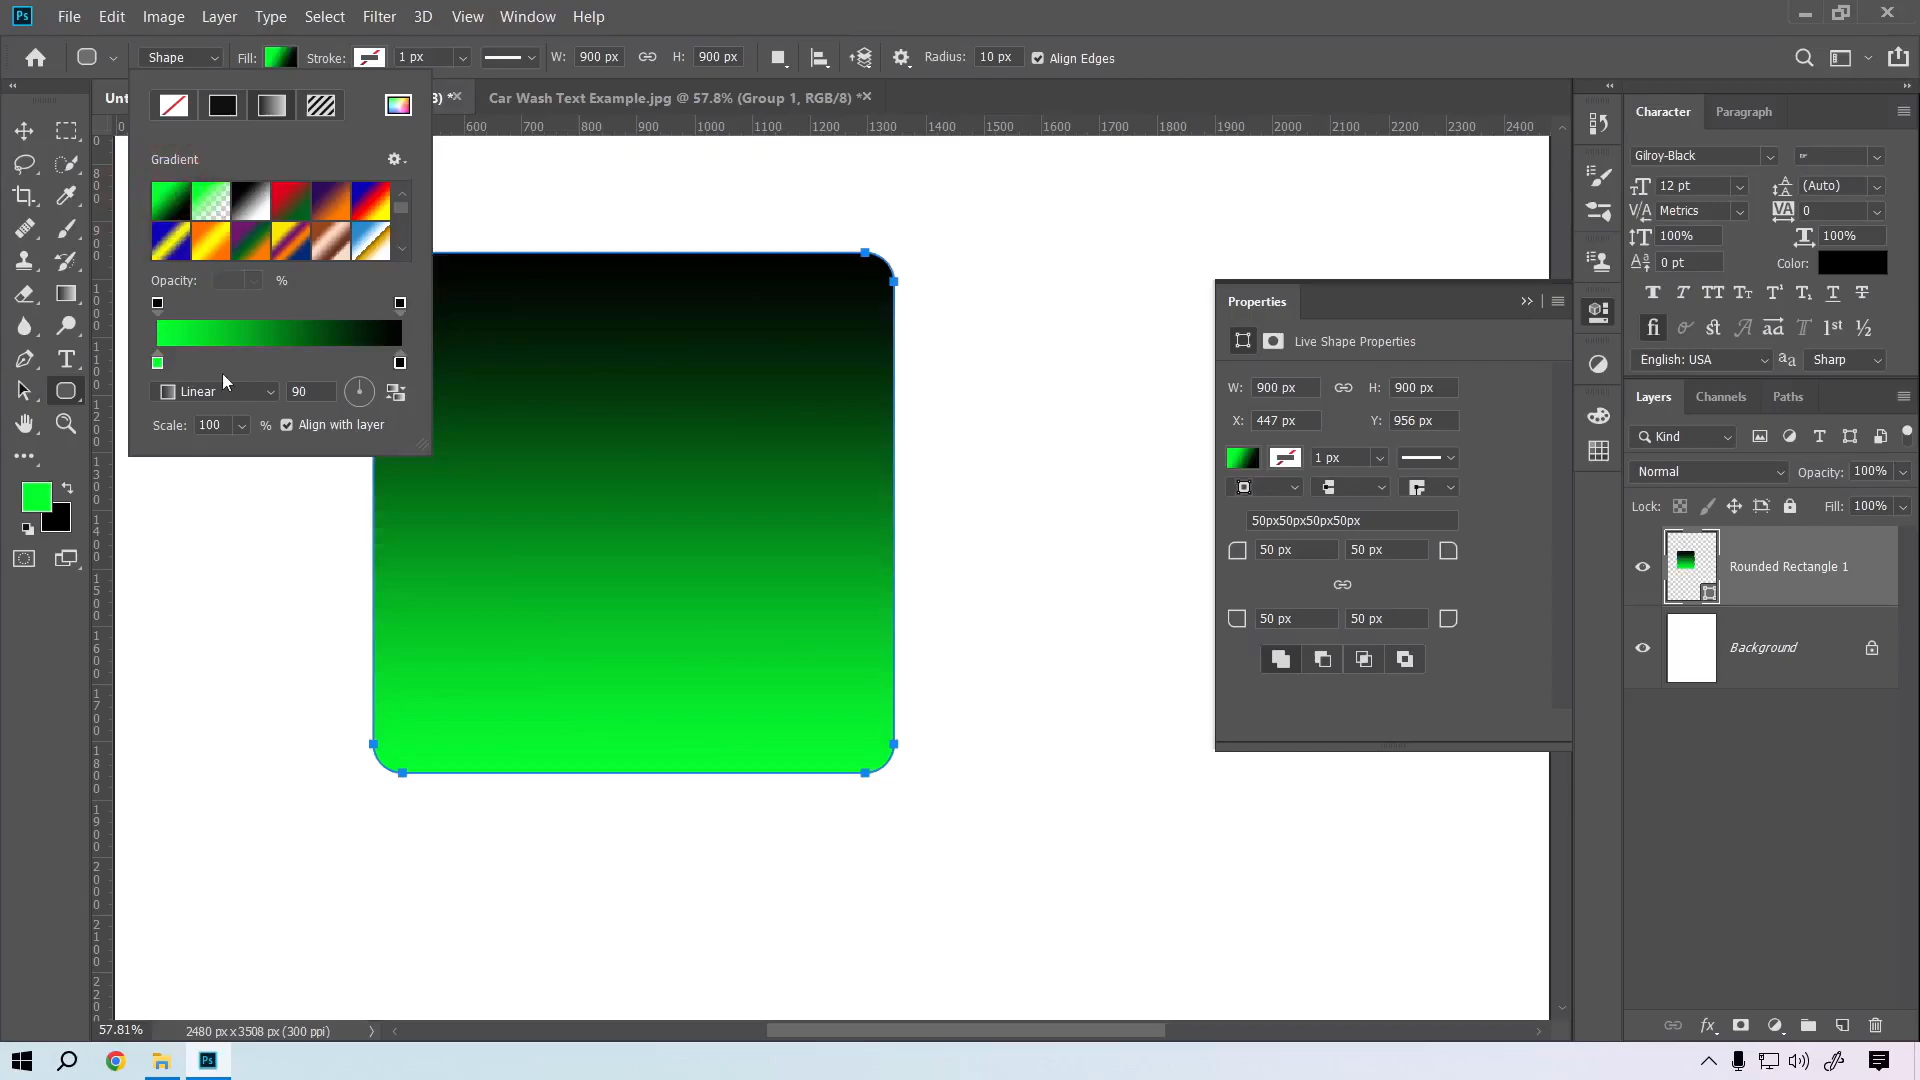 Ps File Edit Image Layer Type Select Filter 3D View Window Help
Shape Fill: Stroke: 1 px W: 900 px H: 900 px Radius: 10 px Align Edges
Unt 8) * Car Wash Text Example.jpg @ 57.8% (Group 1, RGB/8) *
0 600 700 800 900 1000 1100 1200 1300 1400 1500 1600 1700 1800 1900 2000 2100 2200 2300 2400
Gradient
Opacity: %
Linear 90
Scale: 100 % Align with layer
Properties
Live Shape Properties
W: 900 px H: 900 px
X: 447 px Y: 956 px
1 px
50px50px50px50px
50 px 50 px
50 px 50 px
Character Paragraph
Gilroy-Black
12 pt (Auto)
Metrics 0
100% 100%
0 pt Color:
English: USA Sharp
Layers Channels Paths
Kind
Normal Opacity: 100%
Lock: Fill: 100%
Rounded Rectangle 1
Background
57.81% 2480 px x 3508 px (300 ppi)
Ps